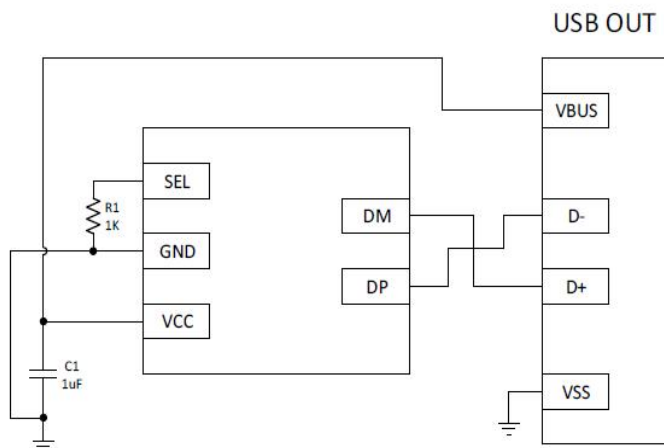 USB OUT
VBUS
SEL
R1
1K
DM
D-
GND
DP
D+
VCC
C1
1uF
VSS